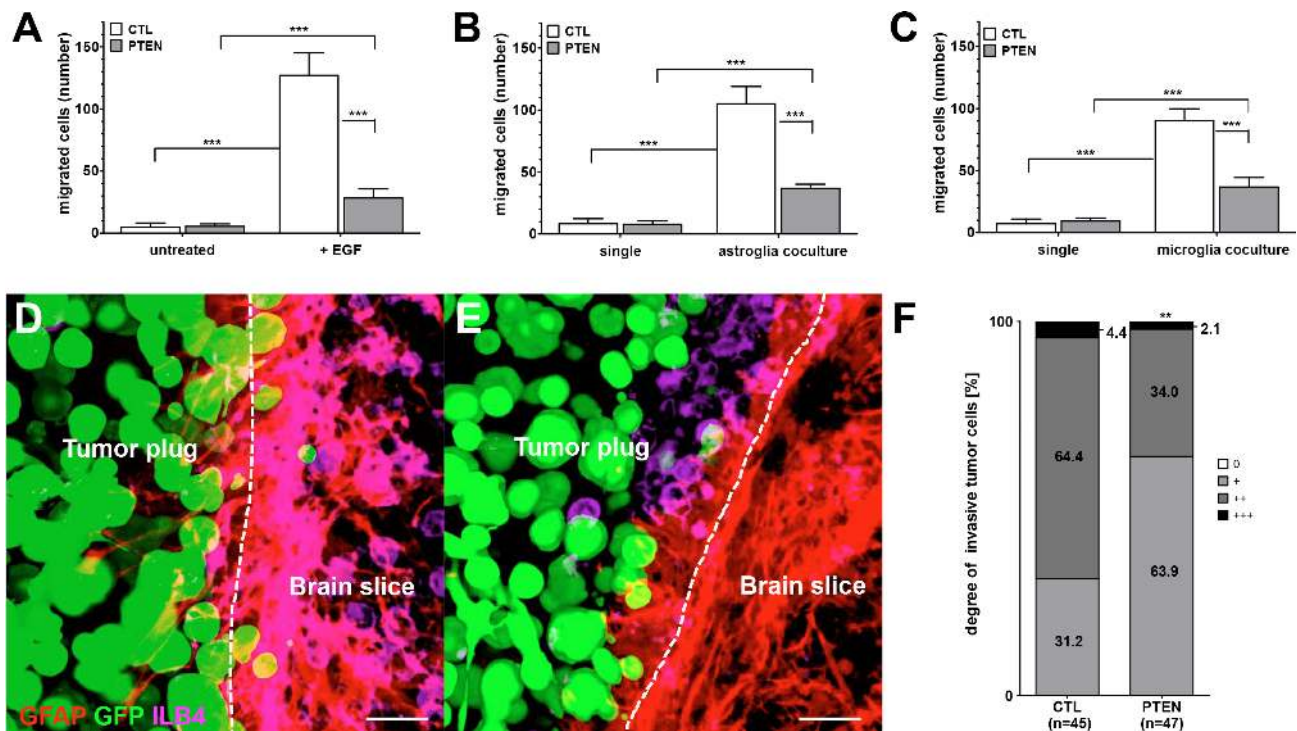 A
CTL
PTEN
150
100
50
0
migrated cells (number)
***
***
***
untreated
+ EGF
B
CTL
PTEN
150
100
50
0
migrated cells (number)
***
***
***
single
astroglia coculture
C
CTL
PTEN
150
100
50
0
migrated cells (number)
***
***
***
single
microglia coculture
D
Tumor plug
Brain slice
GFAP GFP ILB4
E
Tumor plug
Brain slice
F
degree of invasive tumor cells [%]
100
0
**
4.4
64.4
31.2
2.1
34.0
63.9
0
+
++
+++
CTL
(n=45)
PTEN
(n=47)